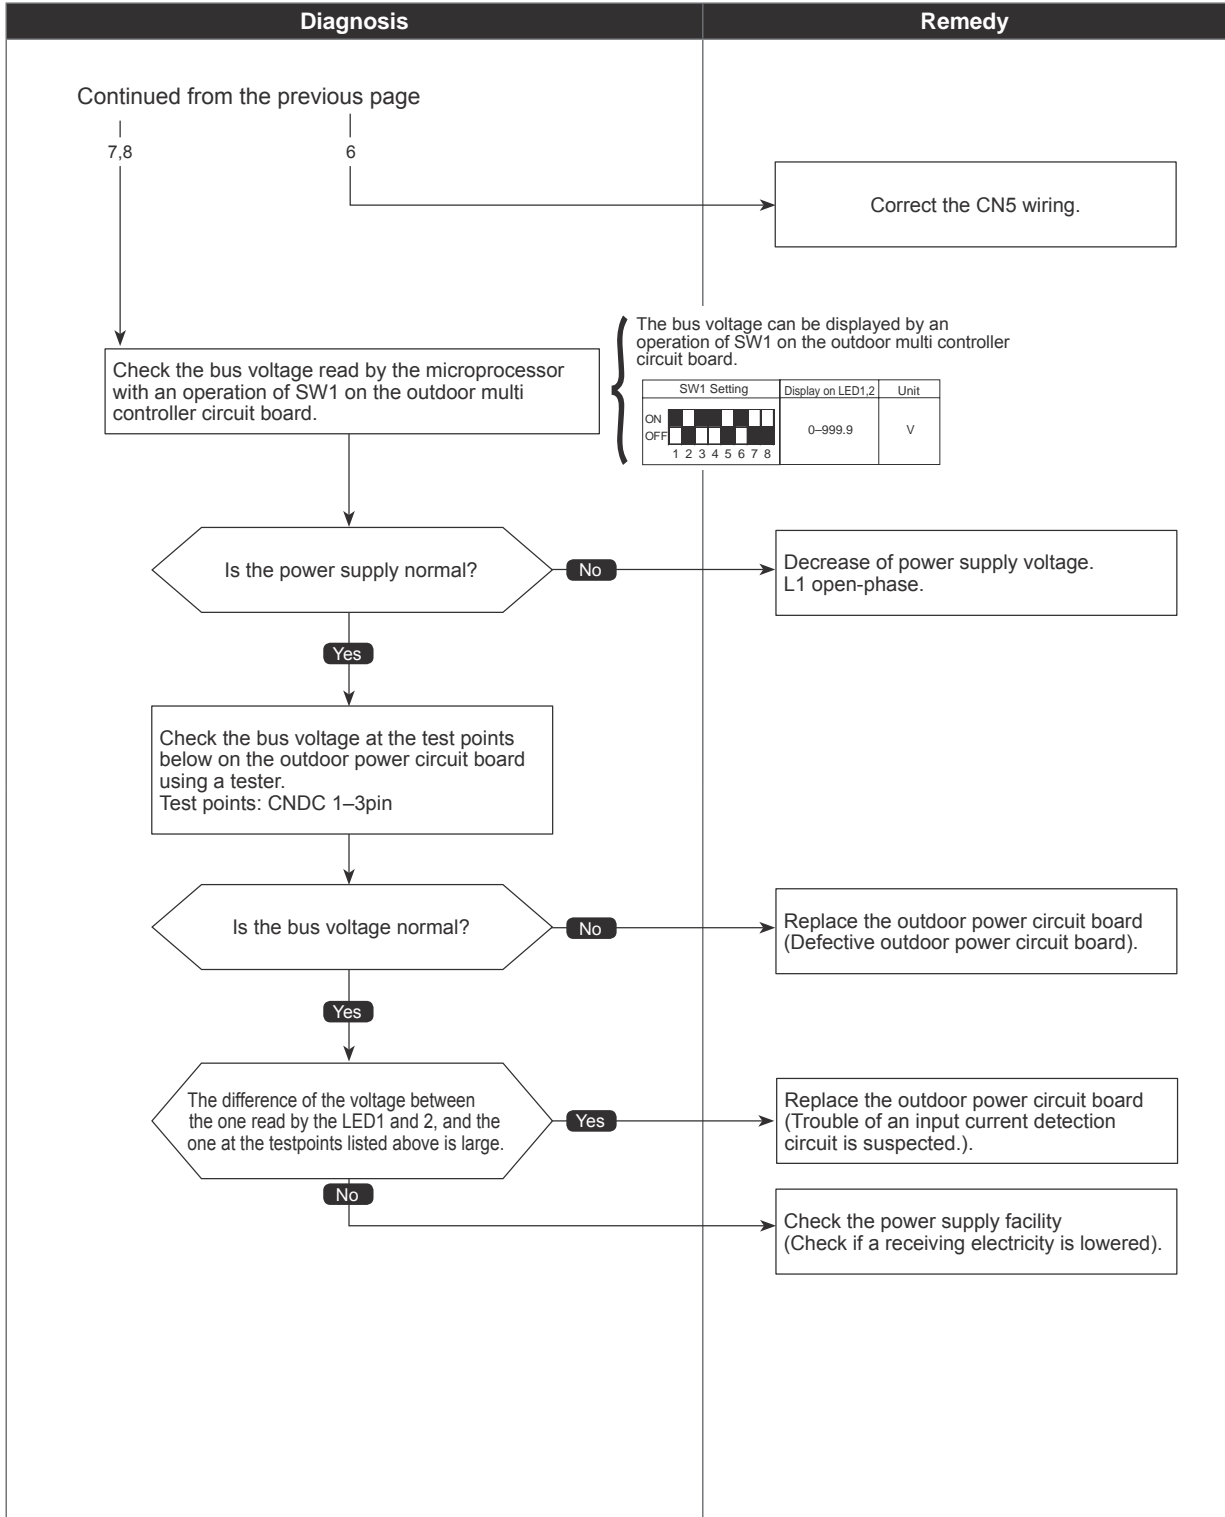 Diagnosis
Remedy
Continued from the previous page
7,8
6
Correct the CN5 wiring.
The bus voltage can be displayed by an
operation of SW1 on the outdoor multi controller
circuit board.
SW1 Setting
Display on LED1,2
Unit
ON
OFF
1 2 3 4 5 6 7 8
0–999.9
V
Check the bus voltage read by the microprocessor
with an operation of SW1 on the outdoor multi
controller circuit board.
Is the power supply normal?
No
Decrease of power supply voltage.
L1 open-phase.
Yes
Check the bus voltage at the test points
below on the outdoor power circuit board
using a tester.
Test points: CNDC 1–3pin
Is the bus voltage normal?
No
Replace the outdoor power circuit board
(Defective outdoor power circuit board).
Yes
The difference of the voltage between
the one read by the LED1 and 2, and the
one at the testpoints listed above is large.
Yes
Replace the outdoor power circuit board
(Trouble of an input current detection
circuit is suspected.).
No
Check the power supply facility
(Check if a receiving electricity is lowered).